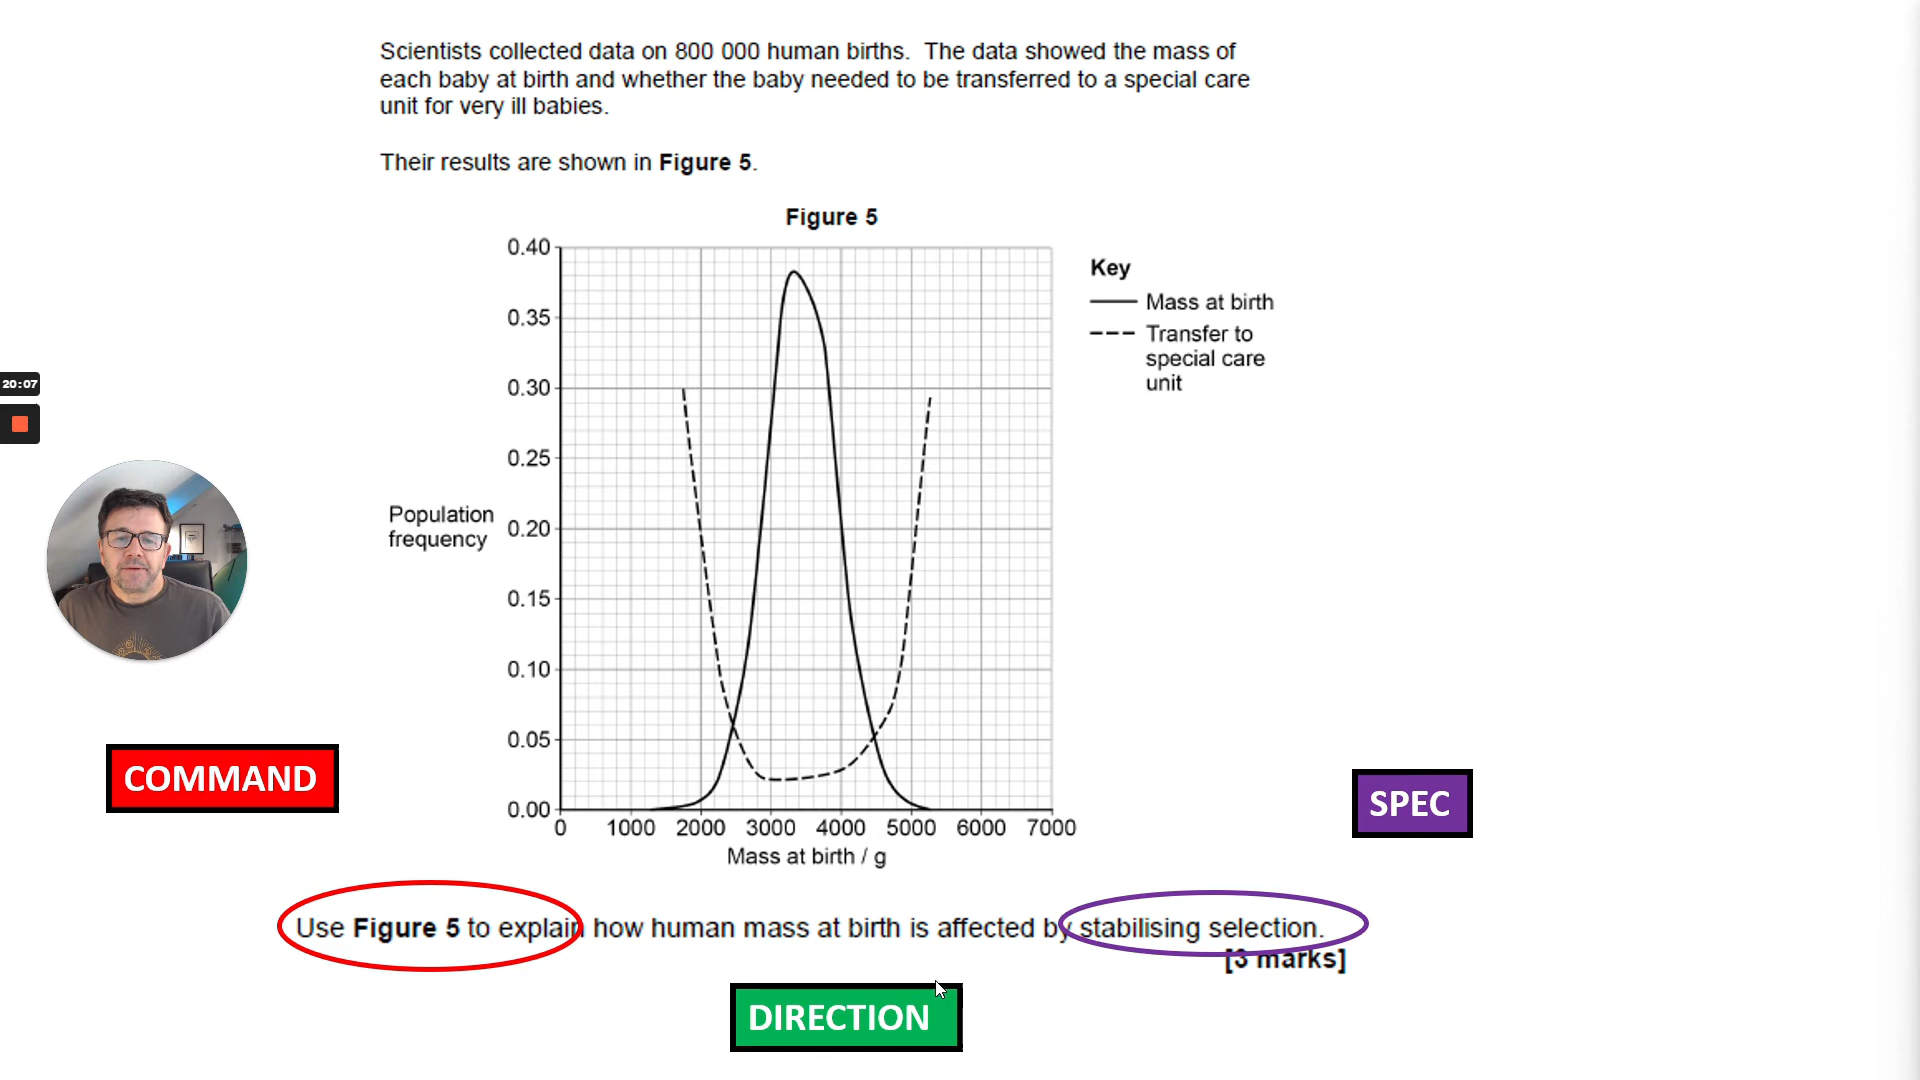 Scientists collected data on 800 000 human births. The data showed the mass of
each baby at birth and whether the baby needed to be transferred to a special care
unit for very ill babies.
Their results are shown in Figure 5.
Figure 5
0.40
0.35
0.30
0.25
0.20
0.15
0.10
0.05
0.00
Population
frequency
0 1000 2000 3000 4000 5000 6000 7000
Mass at birth / g
Key
Mass at birth
Transfer to
special care
unit
20:07
COMMAND
SPEC
Use Figure 5 to explain how human mass at birth is affected by stabilising selection.
[3 marks]
DIRECTION